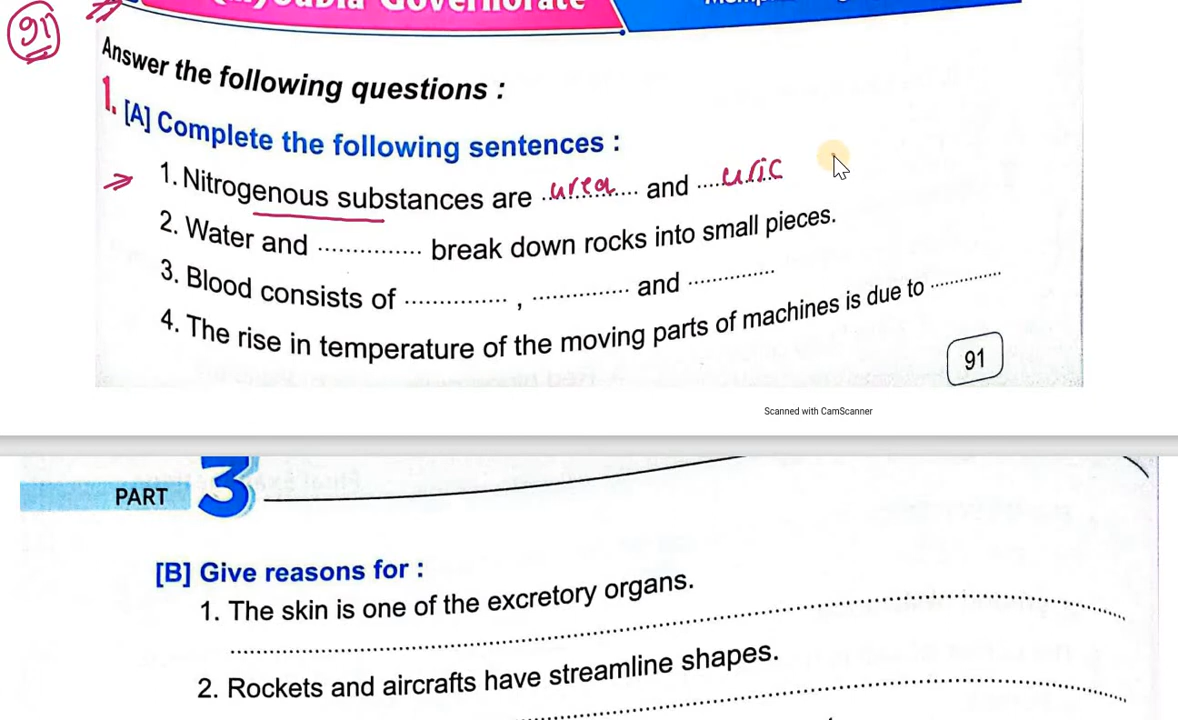 91
Governorate
Answer the following questions :
1. [A] Complete the following sentences :
1. Nitrogenous substances are ..urea.... and ....uric
2. Water and .............. break down rocks into small pieces.
3. Blood consists of .............. , .............. and ..............
4. The rise in temperature of the moving parts of machines is due to ..............
91
Scanned with CamScanner
PART 3
[B] Give reasons for :
1. The skin is one of the excretory organs.
2. Rockets and aircrafts have streamline shapes.